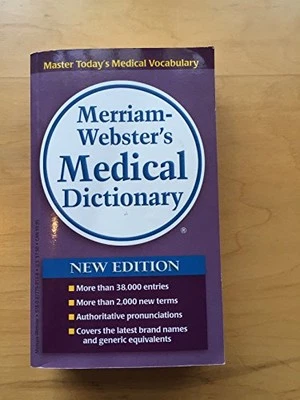 Master Today's Medical Vocabulary
Merriam-
Webster's
Medical
Dictionary
®
NEW EDITION
■ More than 38,000 entries
■ More than 2,000 new terms
■ Authoritative pronunciations
■ Covers the latest brand names
and generic equivalents